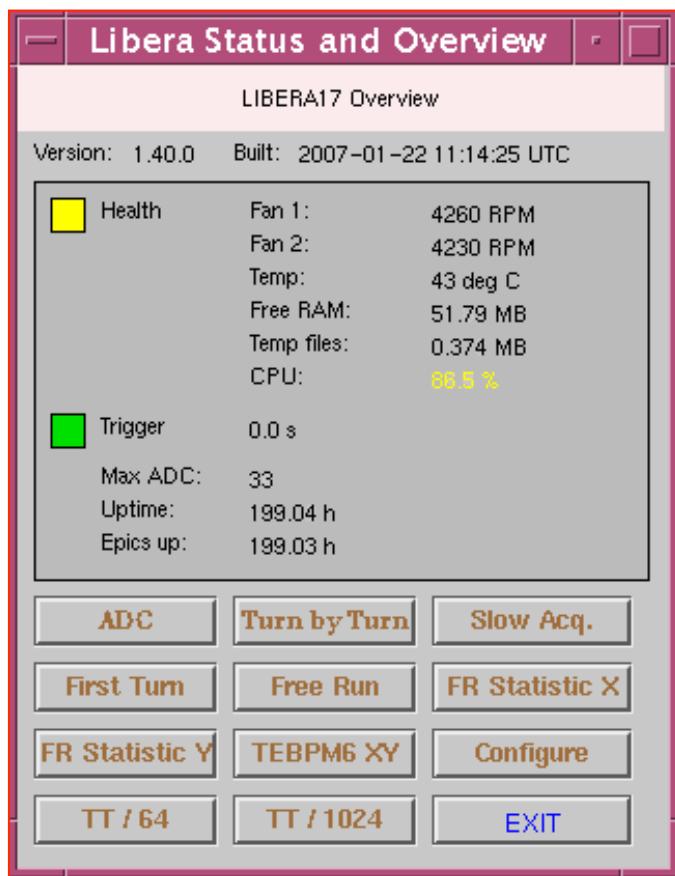 Libera Status and Overview
LIBERA17 Overview
Version: 1.40.0 Built: 2007-01-22 11:14:25 UTC
Health Fan 1: 4260 RPM
Fan 2: 4230 RPM
Temp: 43 deg C
Free RAM: 51.79 MB
Temp files: 0.374 MB
CPU: 86.5 %
Trigger 0.0 s
Max ADC: 33
Uptime: 199.04 h
Epics up: 199.03 h
ADC Turn by Turn Slow Acq.
First Turn Free Run FR Statistic X
FR Statistic Y TEBPM6 XY Configure
TT / 64 TT / 1024 EXIT